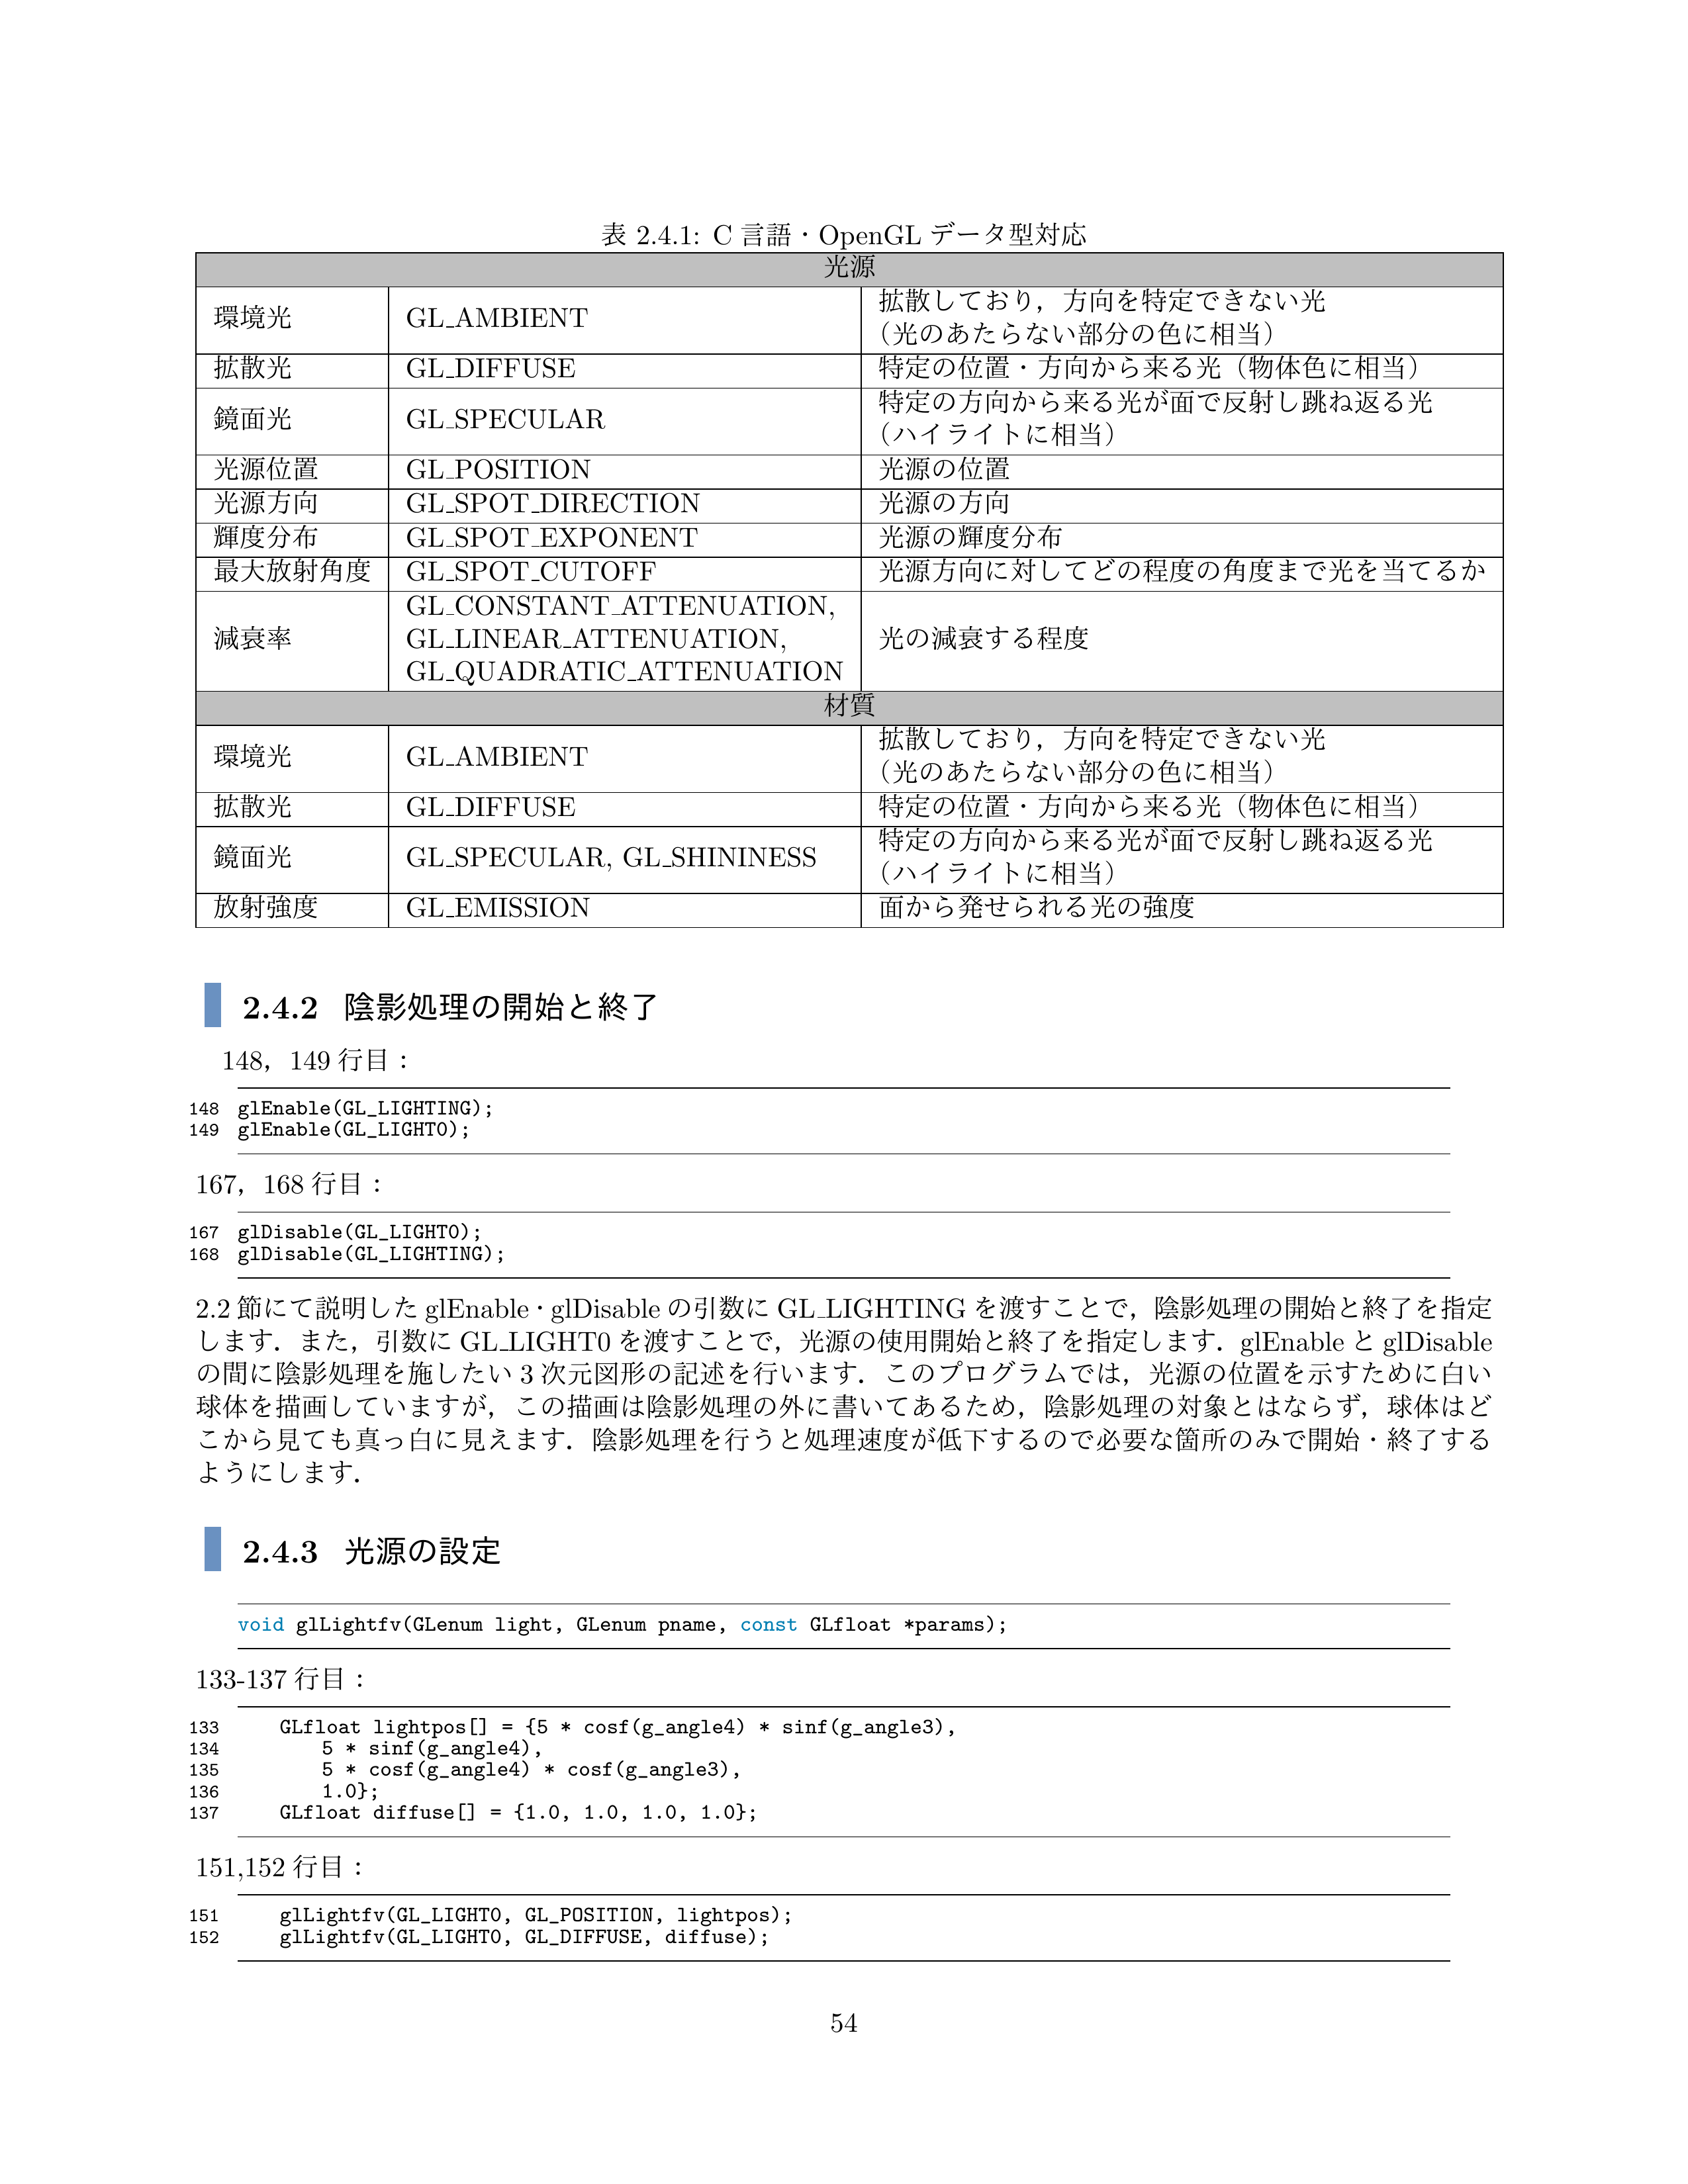 表 2.4.1: C 言語・OpenGL データ型対応
光源
環境光 GL_AMBIENT 拡散しており，方向を特定できない光
（光のあたらない部分の色に相当）
拡散光 GL_DIFFUSE 特定の位置・方向から来る光（物体色に相当）
鏡面光 GL_SPECULAR 特定の方向から来る光が面で反射し跳ね返る光
（ハイライトに相当）
光源位置 GL_POSITION 光源の位置
光源方向 GL_SPOT_DIRECTION 光源の方向
輝度分布 GL_SPOT_EXPONENT 光源の輝度分布
最大放射角度 GL_SPOT_CUTOFF 光源方向に対してどの程度の角度まで光を当てるか
減衰率 GL_CONSTANT_ATTENUATION,
GL_LINEAR_ATTENUATION,
GL_QUADRATIC_ATTENUATION
光の減衰する程度
材質
環境光 GL_AMBIENT 拡散しており，方向を特定できない光
（光のあたらない部分の色に相当）
拡散光 GL_DIFFUSE 特定の位置・方向から来る光（物体色に相当）
鏡面光 GL_SPECULAR, GL_SHININESS 特定の方向から来る光が面で反射し跳ね返る光
（ハイライトに相当）
放射強度 GL_EMISSION 面から発せられる光の強度
2.4.2 陰影処理の開始と終了
148，149 行目：
148 glEnable(GL_LIGHTING);
149 glEnable(GL_LIGHT0);
167，168 行目：
167 glDisable(GL_LIGHT0);
168 glDisable(GL_LIGHTING);
2.2 節にて説明した glEnable・glDisable の引数に GL_LIGHTING を渡すことで，陰影処理の開始と終了を指定
します．また，引数に GL_LIGHT0 を渡すことで，光源の使用開始と終了を指定します．glEnable と glDisable
の間に陰影処理を施したい 3 次元図形の記述を行います．このプログラムでは，光源の位置を示すために白い
球体を描画していますが，この描画は陰影処理の外に書いてあるため，陰影処理の対象とはならず，球体はど
こから見ても真っ白に見えます．陰影処理を行うと処理速度が低下するので必要な箇所のみで開始・終了する
ようにします．
2.4.3 光源の設定
void glLightfv(GLenum light, GLenum pname, const GLfloat *params);
133-137 行目：
133 GLfloat lightpos[] = {5 * cosf(g_angle4) * sinf(g_angle3),
134 5 * sinf(g_angle4),
135 5 * cosf(g_angle4) * cosf(g_angle3),
136 1.0};
137 GLfloat diffuse[] = {1.0, 1.0, 1.0, 1.0};
151,152 行目：
151 glLightfv(GL_LIGHT0, GL_POSITION, lightpos);
152 glLightfv(GL_LIGHT0, GL_DIFFUSE, diffuse);
54